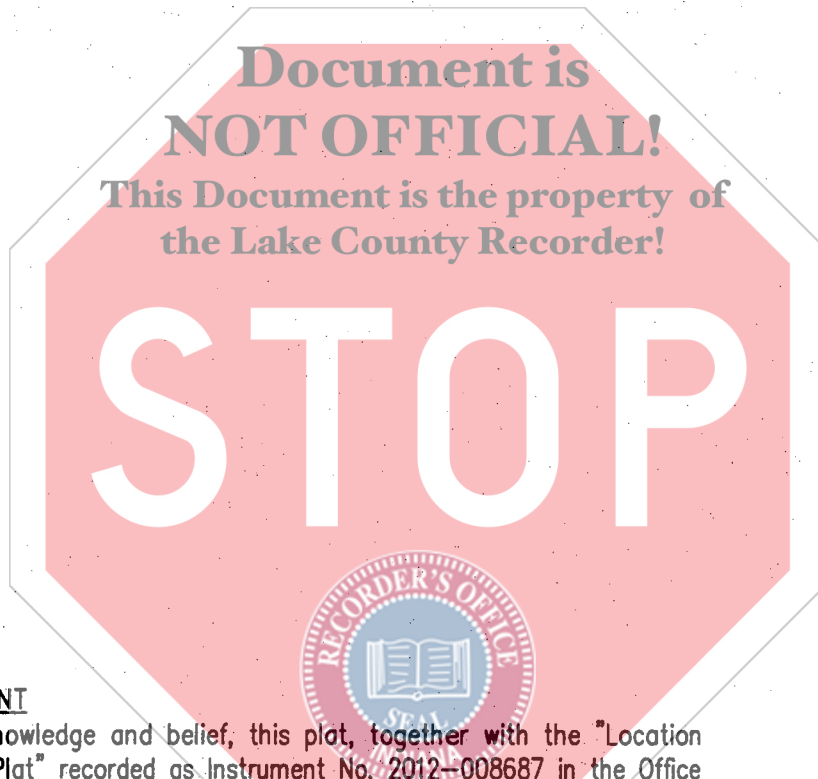 Document is
NOT OFFICIAL!
This Document is the property of
the Lake County Recorder!
STOP
RECORDER'S OFFICE
SEAL
INDIANA
NT
nowledge and belief, this plat, together with the "Location
Plat" recorded as Instrument No. 2012-008687 in the Office